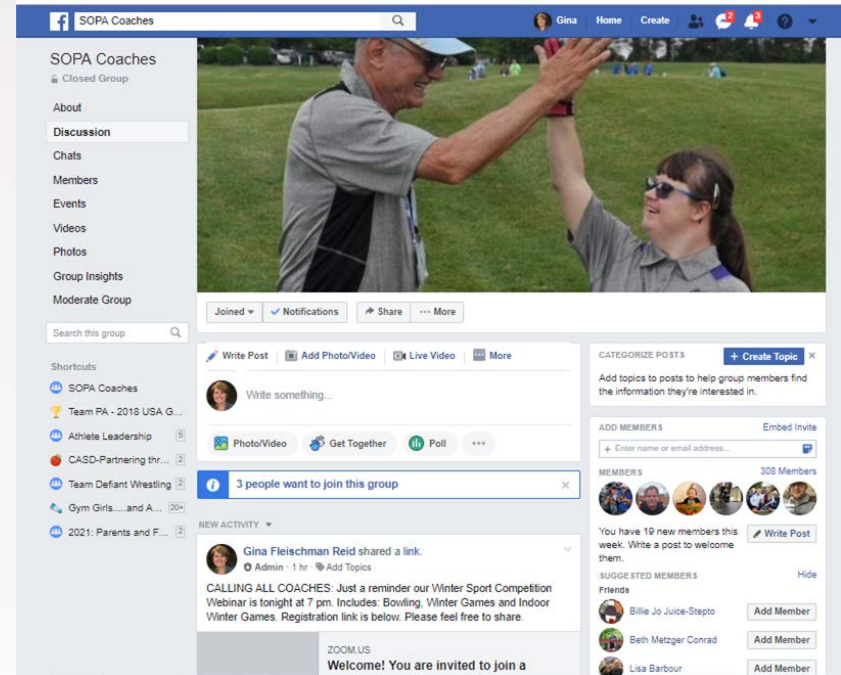 SOPA Coaches
Gina Home Create 2 3
SOPA Coaches
Closed Group
About
Discussion
Chats
Members
Events
Videos
Photos
Group Insights
Moderate Group
Search this group
Shortcuts
SOPA Coaches
Team PA - 2018 USA G...
Athlete Leadership 5
CASD-Partnering thr... 2
Team Defiant Wrestling 2
Gym Girls.....and A... 20+
2021: Parents and F... 2
Joined Notifications Share ... More
Write Post Add Photo/Video Live Video More
Write something...
Photo/Video Get Together Poll ...
3 people want to join this group
NEW ACTIVITY
Gina Fleischman Reid shared a link.
Admin · 1 hr · Add Topics
CALLING ALL COACHES: Just a reminder our Winter Sport Competition
Webinar is tonight at 7 pm. Includes: Bowling, Winter Games and Indoor
Winter Games. Registration link is below. Please feel free to share.
ZOOM.US
Welcome! You are invited to join a
CATEGORIZE POSTS + Create Topic
Add topics to posts to help group members find
the information they're interested in.
ADD MEMBERS Embed Invite
+ Enter name or email address...
MEMBERS 308 Members
You have 19 new members this
week. Write a post to welcome
them.
Write Post
SUGGESTED MEMBERS Hide
Friends
Billie Jo Juice-Stepto Add Member
Beth Metzger Conrad Add Member
Lisa Barbour Add Member